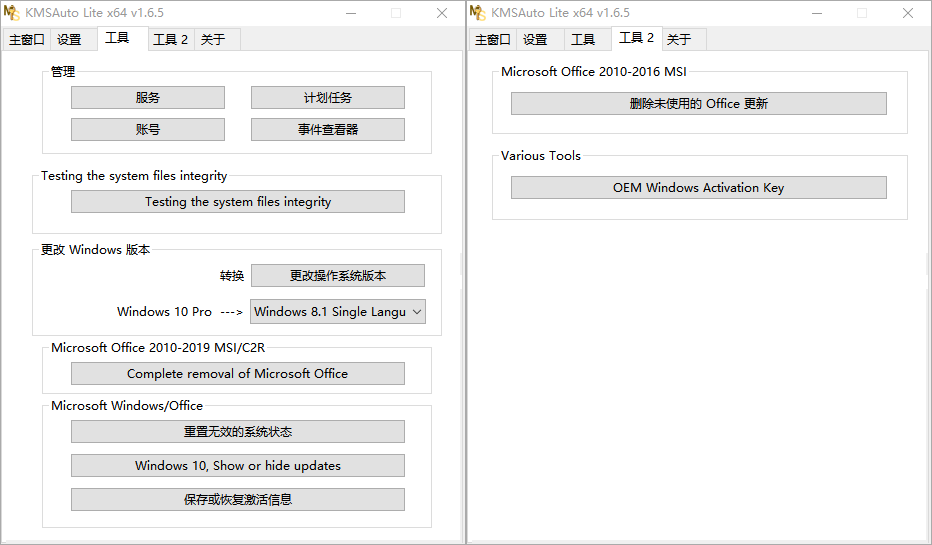 KMSAuto Lite x64 v1.6.5
主窗口 设置 工具 工具 2 关于
管理
服务 计划任务
账号 事件查看器
Testing the system files integrity
Testing the system files integrity
更改 Windows 版本
转换 更改操作系统版本
Windows 10 Pro ---> Windows 8.1 Single Langu
Microsoft Office 2010-2019 MSI/C2R
Complete removal of Microsoft Office
Microsoft Windows/Office
重置无效的系统状态
Windows 10, Show or hide updates
保存或恢复激活信息
KMSAuto Lite x64 v1.6.5
主窗口 设置 工具 工具 2 关于
Microsoft Office 2010-2016 MSI
删除未使用的 Office 更新
Various Tools
OEM Windows Activation Key